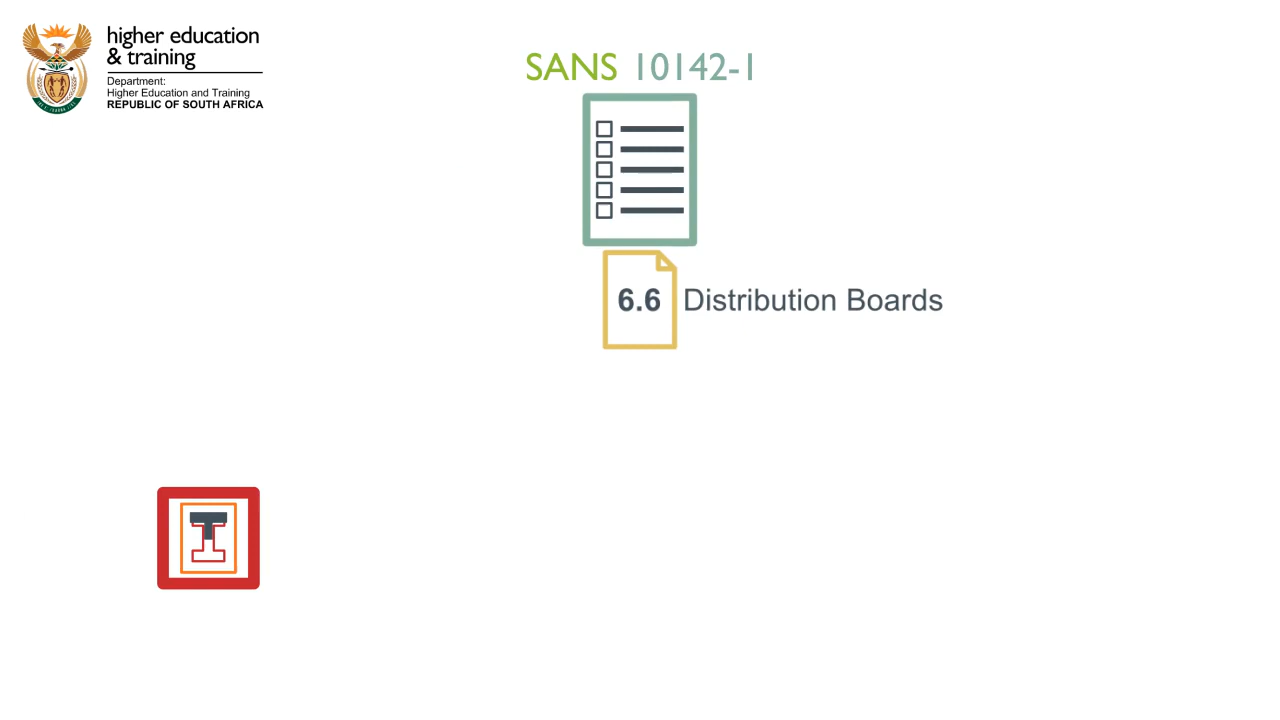 higher education
& training
Department:
Higher Education and Training
REPUBLIC OF SOUTH AFRICA
SANS 10142-1
6.6 Distribution Boards